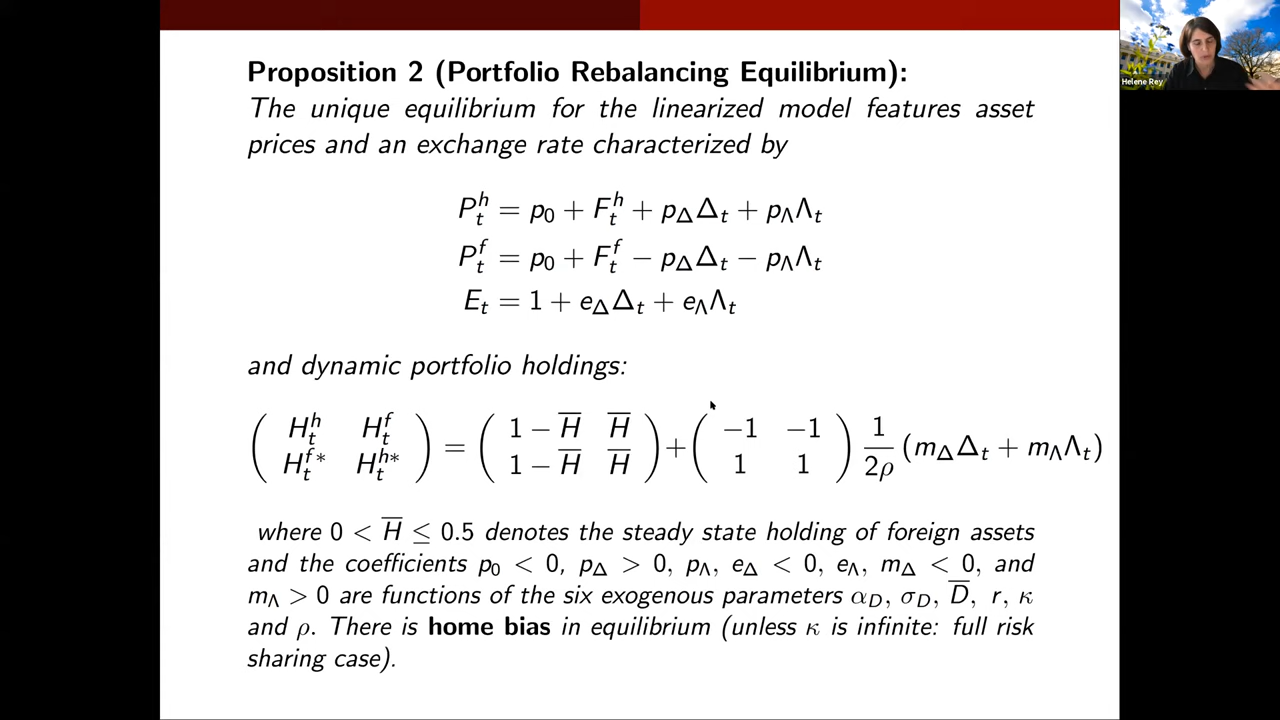 Helene Rey
Proposition 2 (Portfolio Rebalancing Equilibrium):
The unique equilibrium for the linearized model features asset
prices and an exchange rate characterized by
P_t^h = p_0 + F_t^h + p_Δ Δ_t + p_Λ Λ_t
P_t^f = p_0 + F_t^f − p_Δ Δ_t − p_Λ Λ_t
E_t = 1 + e_Δ Δ_t + e_Λ Λ_t
and dynamic portfolio holdings:
( H_t^h H_t^f ; H_t^{f*} H_t^{h*} ) = ( 1 − H̅ H̅ ; 1 − H̅ H̅ ) + ( −1 −1 ; 1 1 ) 1/2ρ (m_Δ Δ_t + m_Λ Λ_t)
where 0 < H̅ ≤ 0.5 denotes the steady state holding of foreign assets
and the coefficients p_0 < 0, p_Δ > 0, p_Λ, e_Δ < 0, e_Λ, m_Δ < 0, and
m_Λ > 0 are functions of the six exogenous parameters α_D, σ_D, D̅, r, κ
and ρ. There is home bias in equilibrium (unless κ is infinite: full risk
sharing case).